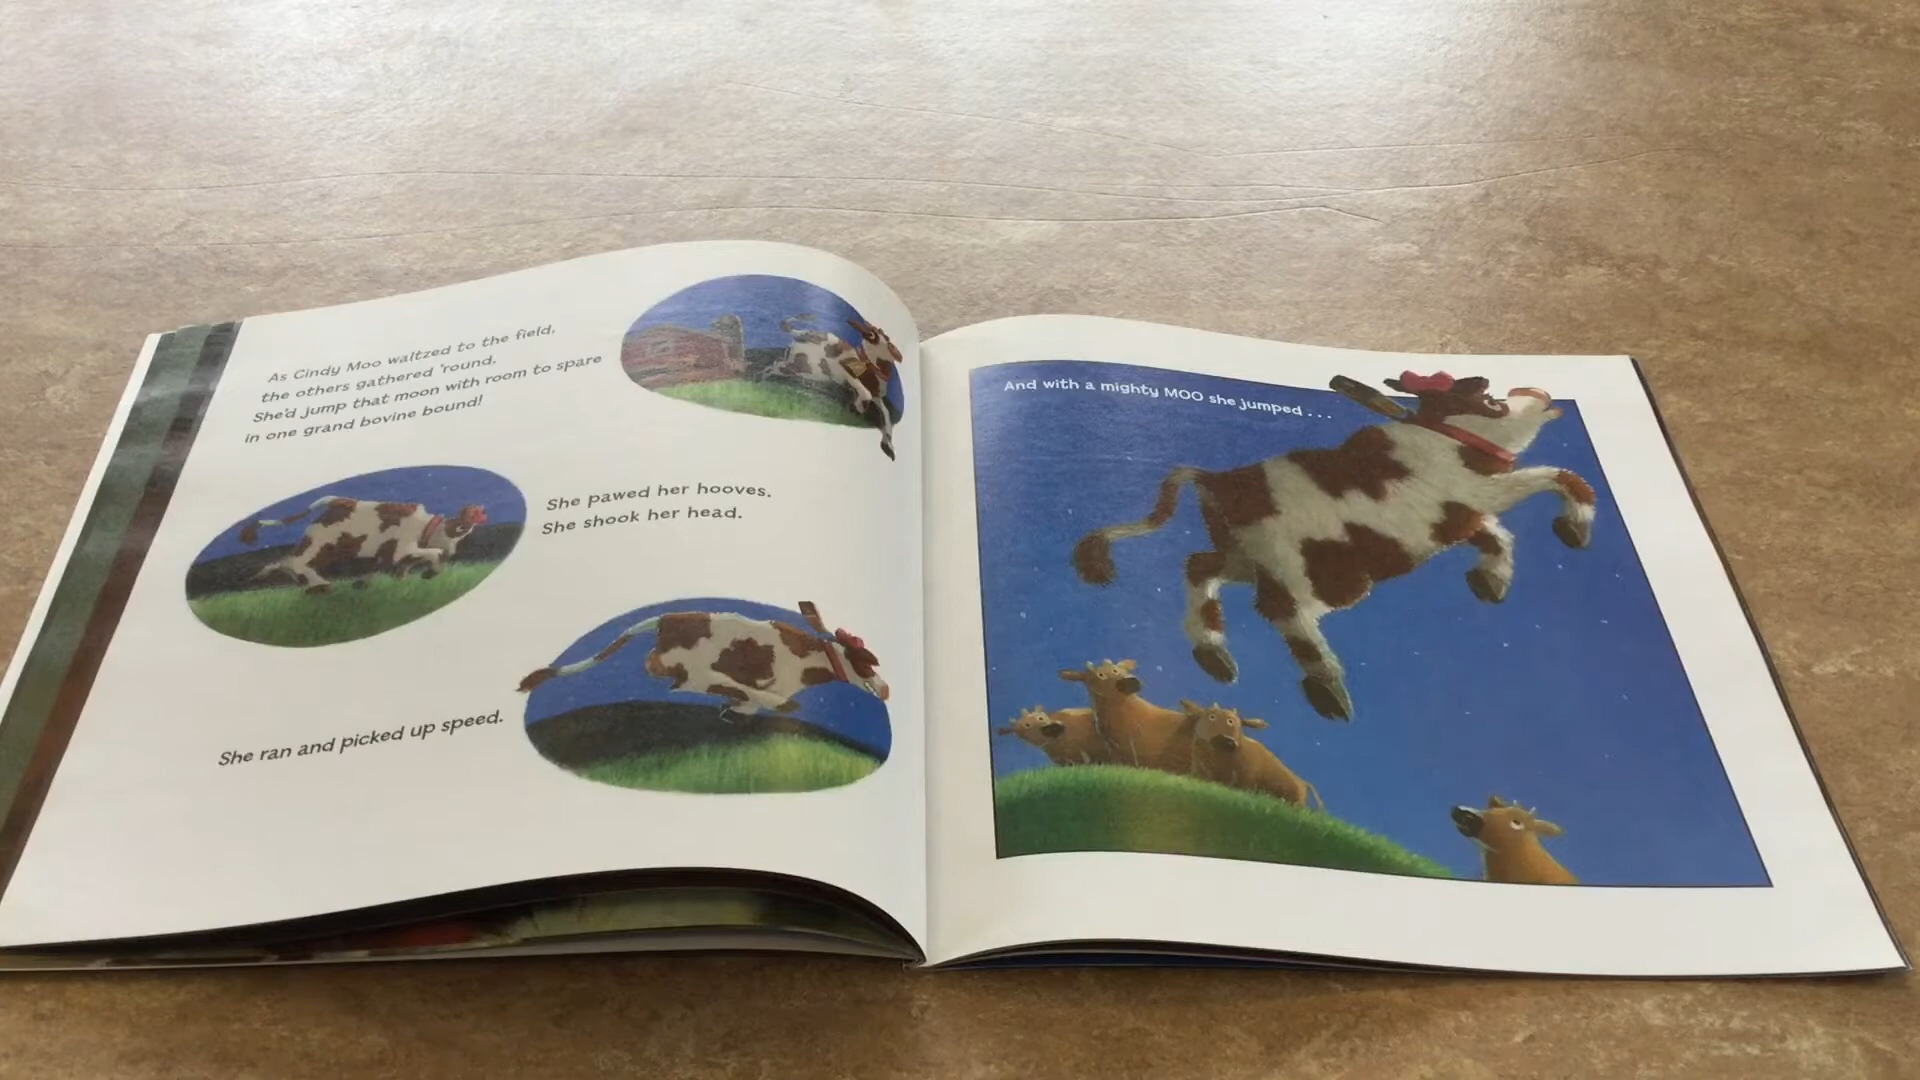 As Cindy Moo waltzed to the field,
the others gathered 'round.
She'd jump that moon with room to spare
in one grand bovine bound!
She pawed her hooves.
She shook her head.
She ran and picked up speed.
And with a mighty MOO she jumped . . .